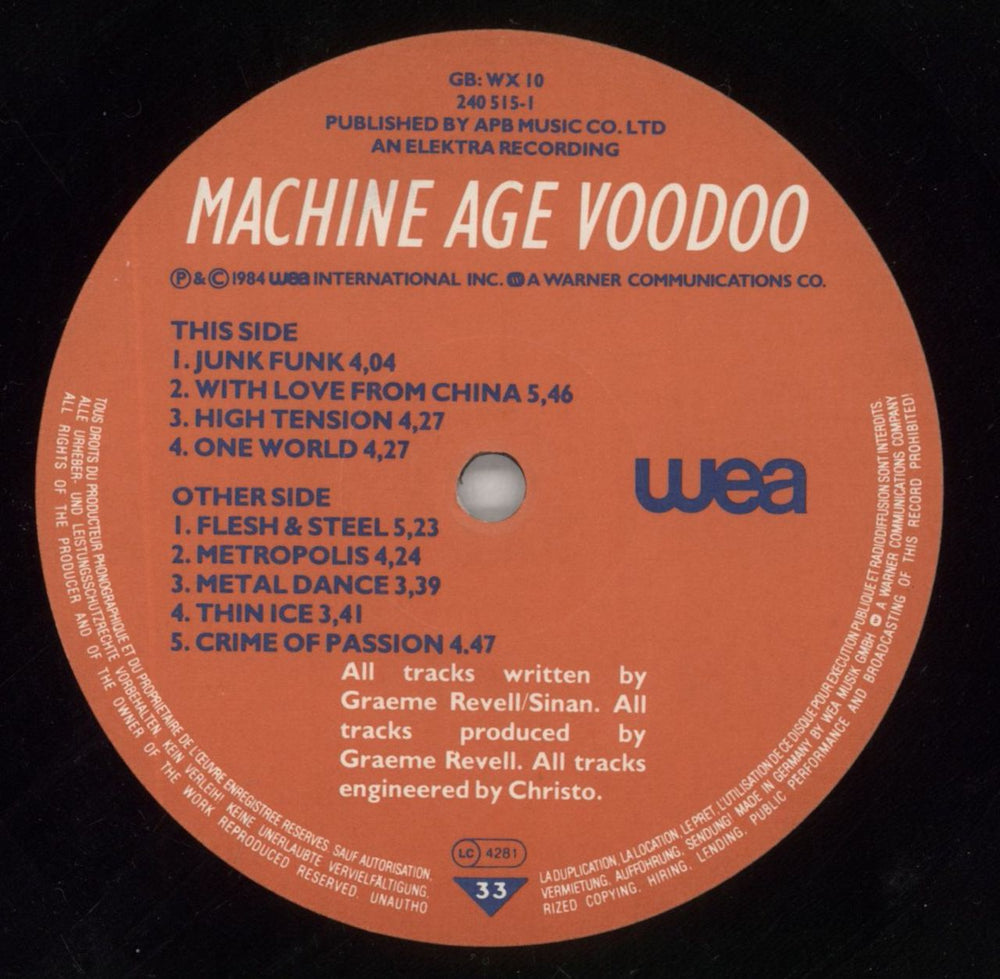 GB: WX 10
240 515-1
PUBLISHED BY APB MUSIC CO. LTD
AN ELEKTRA RECORDING
MACHINE AGE VOODOO
Ⓟ & © 1984 wea INTERNATIONAL INC. A WARNER COMMUNICATIONS CO.
THIS SIDE
1. JUNK FUNK 4,04
2. WITH LOVE FROM CHINA 5,46
3. HIGH TENSION 4,27
4. ONE WORLD 4,27
wea
OTHER SIDE
1. FLESH & STEEL 5,23
2. METROPOLIS 4,24
3. METAL DANCE 3,39
4. THIN ICE 3,41
5. CRIME OF PASSION 4.47
All tracks written by
Graeme Revell/Sinan. All
tracks produced by
Graeme Revell. All tracks
engineered by Christo.
LC 4281
33
TOUS DROITS DU PRODUCTEUR PHONOGRAPHIQUE ET DU PROPRIETAIRE DE L'ŒUVRE ENREGISTREE RESERVES. SAUF AUTORISATION,
ALLE URHEBER- UND LEISTUNGSSCHUTZRECHTE VORBEHALTEN. KEIN VERLEIH! KEINE UNERLAUBTE VERVIELFÄLTIGUNG,
ALL RIGHTS OF THE PRODUCER AND OF THE OWNER OF THE WORK REPRODUCED RESERVED. UNAUTHO
LA DUPLICATION, LA LOCATION, LE PRET, L'UTILISATION DE CE DISQUE POUR EXECUTION PUBLIQUE ET RADIODIFFUSION SONT INTERDITS.
VERMIETUNG, AUFFÜHRUNG, SENDUNG! MADE IN GERMANY BY WEA MUSIK GMBH A WARNER COMMUNICATIONS COMPANY
RIZED COPYING, HIRING, LENDING, PUBLIC PERFORMANCE AND BROADCASTING OF THIS RECORD PROHIBITED!